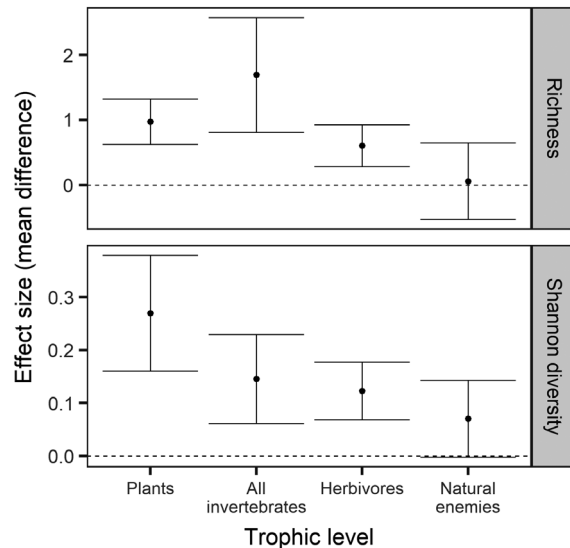 Effect size (mean difference)
2
1
0
Richness
0.3
0.2
0.1
0.0
Shannon diversity
Plants
All
invertebrates
Herbivores
Natural
enemies
Trophic level